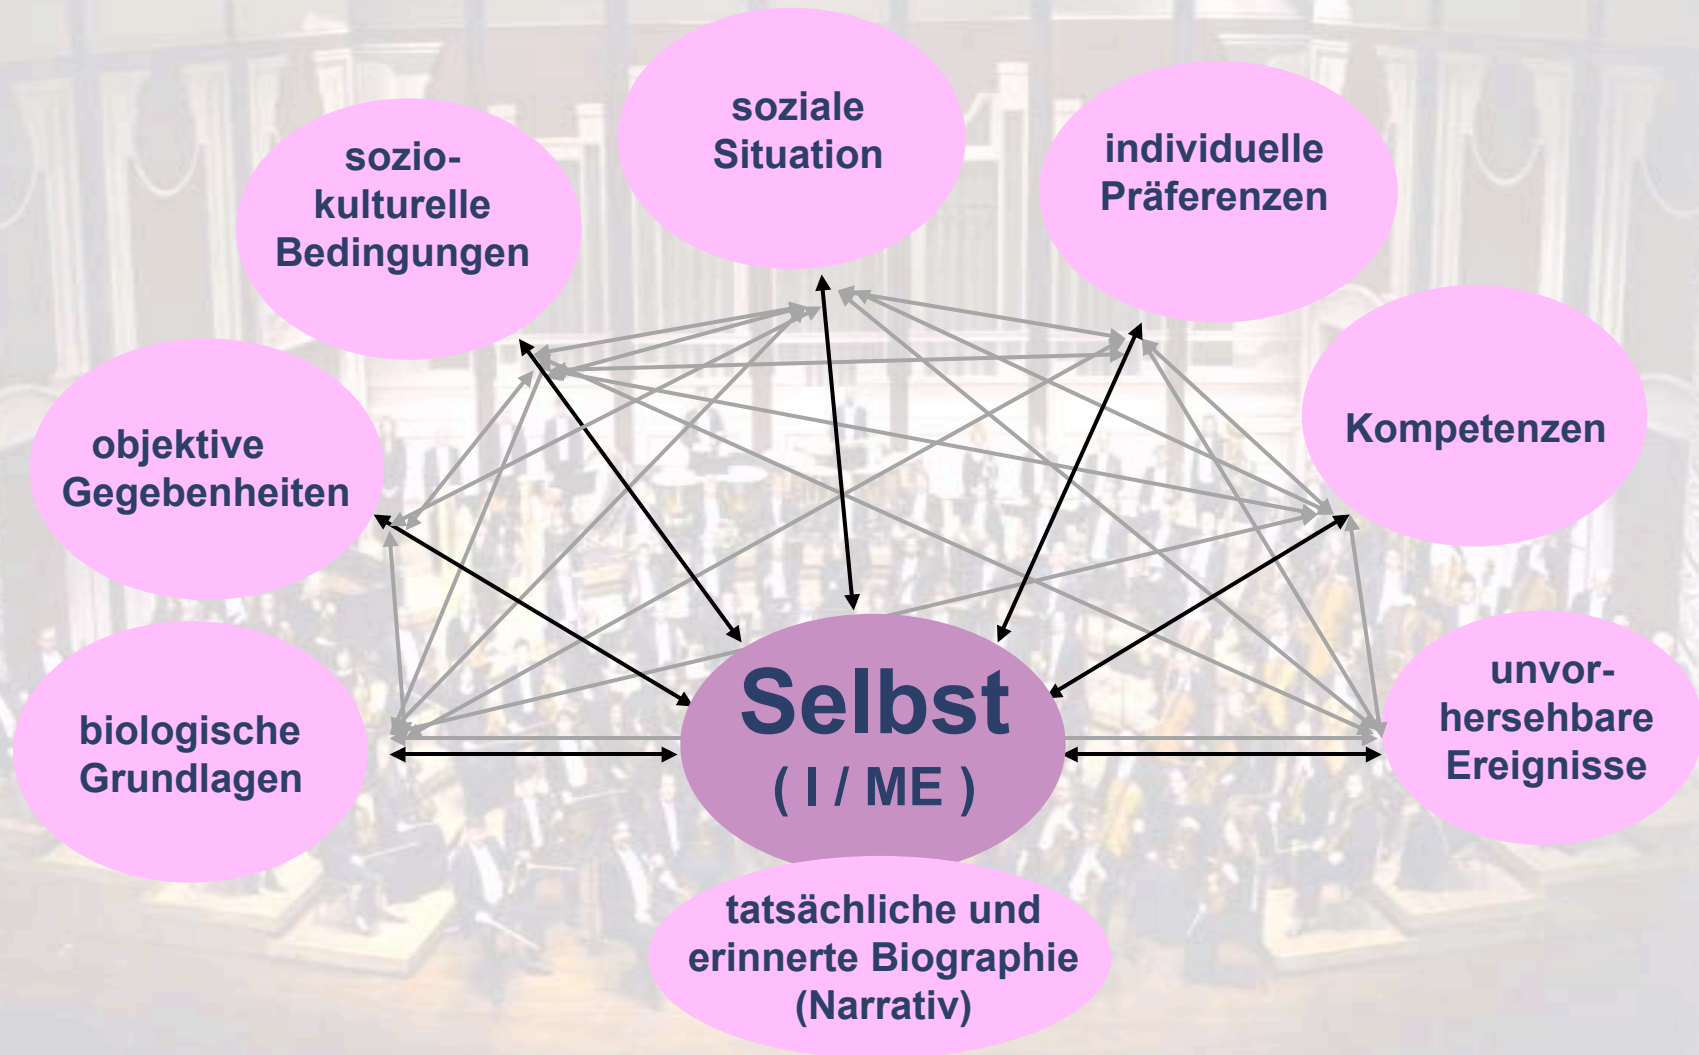 soziale
Situation
individuelle
Präferenzen
sozio-
kulturelle
Bedingungen
Kompetenzen
objektive
Gegebenheiten
unvor-
hersehbare
Ereignisse
Selbst
( I / ME )
biologische
Grundlagen
tatsächliche und
erinnerte Biographie
(Narrativ)